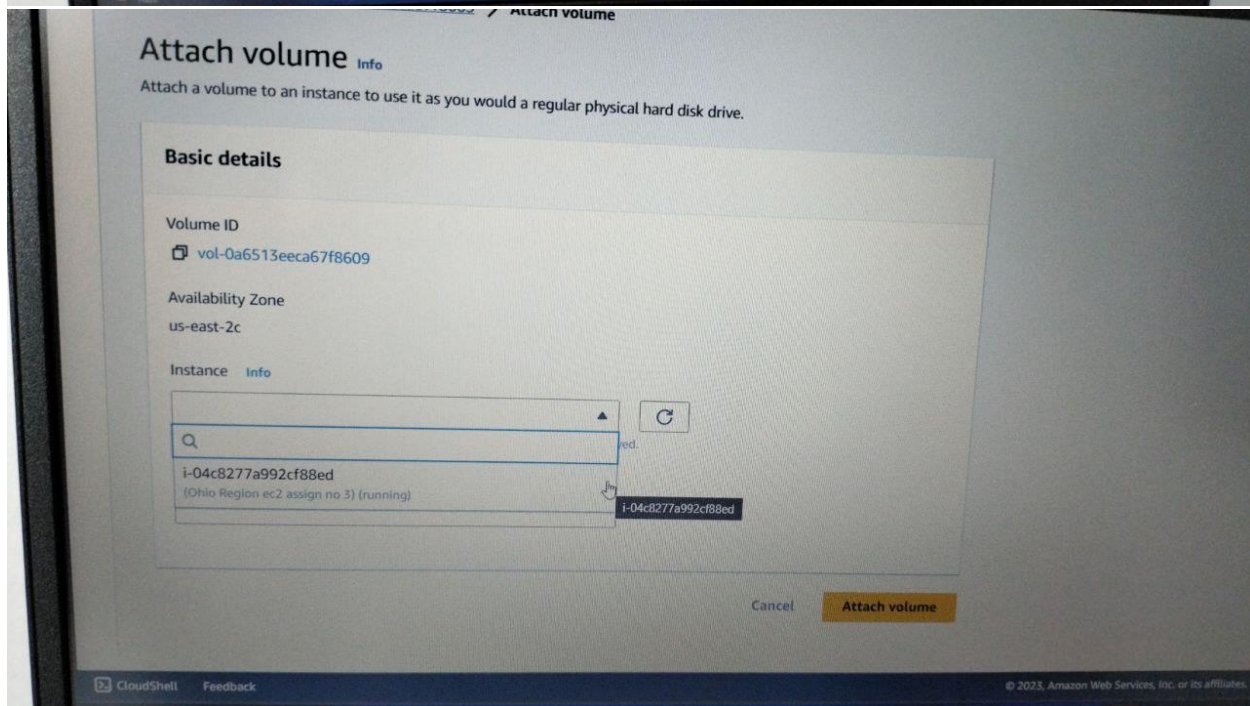 / Attach volume
Attach volume Info
Attach a volume to an instance to use it as you would a regular physical hard disk drive.
Basic details
Volume ID
vol-0a6513eeca67f8609
Availability Zone
us-east-2c
Instance Info
ved.
i-04c8277a992cf88ed
(Ohio Region ec2 assign no 3) (running)
i-04c8277a992cf88ed
Cancel Attach volume
CloudShell Feedback © 2023, Amazon Web Services, Inc. or its affiliates.